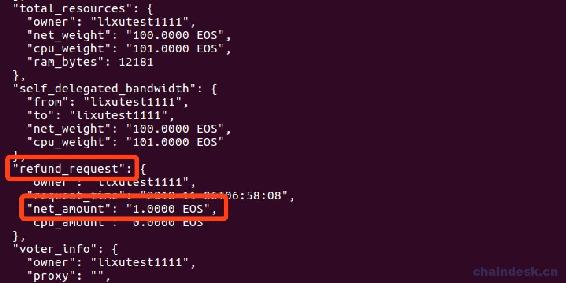 "total_resources": {
"owner": "lixutest1111",
"net_weight": "100.0000 EOS",
"cpu_weight": "101.0000 EOS",
"ram_bytes": 12181
},
"self_delegated_bandwidth": {
"from": "lixutest1111",
"to": "lixutest1111",
"net_weight": "100.0000 EOS",
"cpu_weight": "101.0000 EOS"
},
"refund_request": {
"owner": "lixutest1111",
"request_time": 06:58:08",
"net_amount": "1.0000 EOS",
"cpu_amount": "0.0000 EOS"
},
"voter_info": {
"owner": "lixutest1111",
"proxy": "",
chaindesk.cn